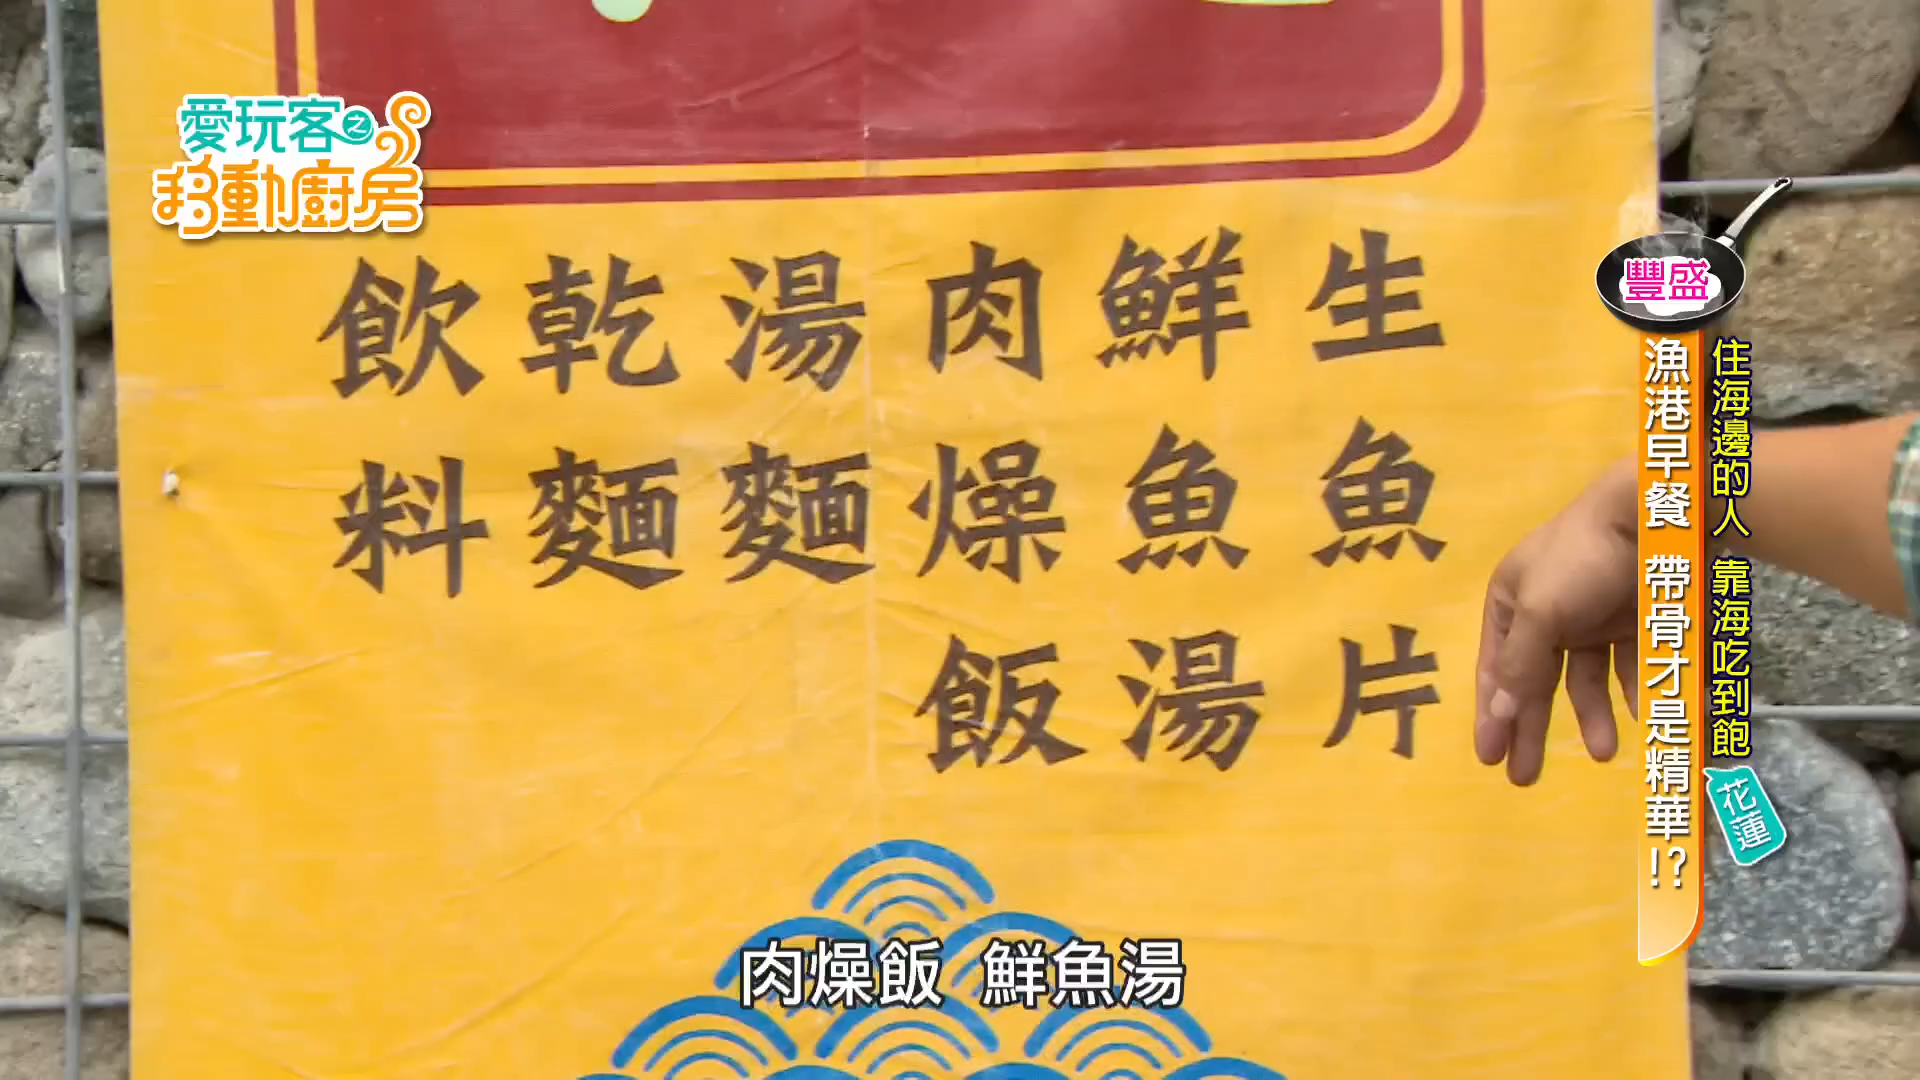 愛玩客之
移動廚房
生魚片
鮮魚湯
肉燥飯
湯麵
乾麵
飲料
豐盛
住海邊的人 靠海吃到飽
漁港早餐 帶骨才是精華!?
花蓮
肉燥飯 鮮魚湯